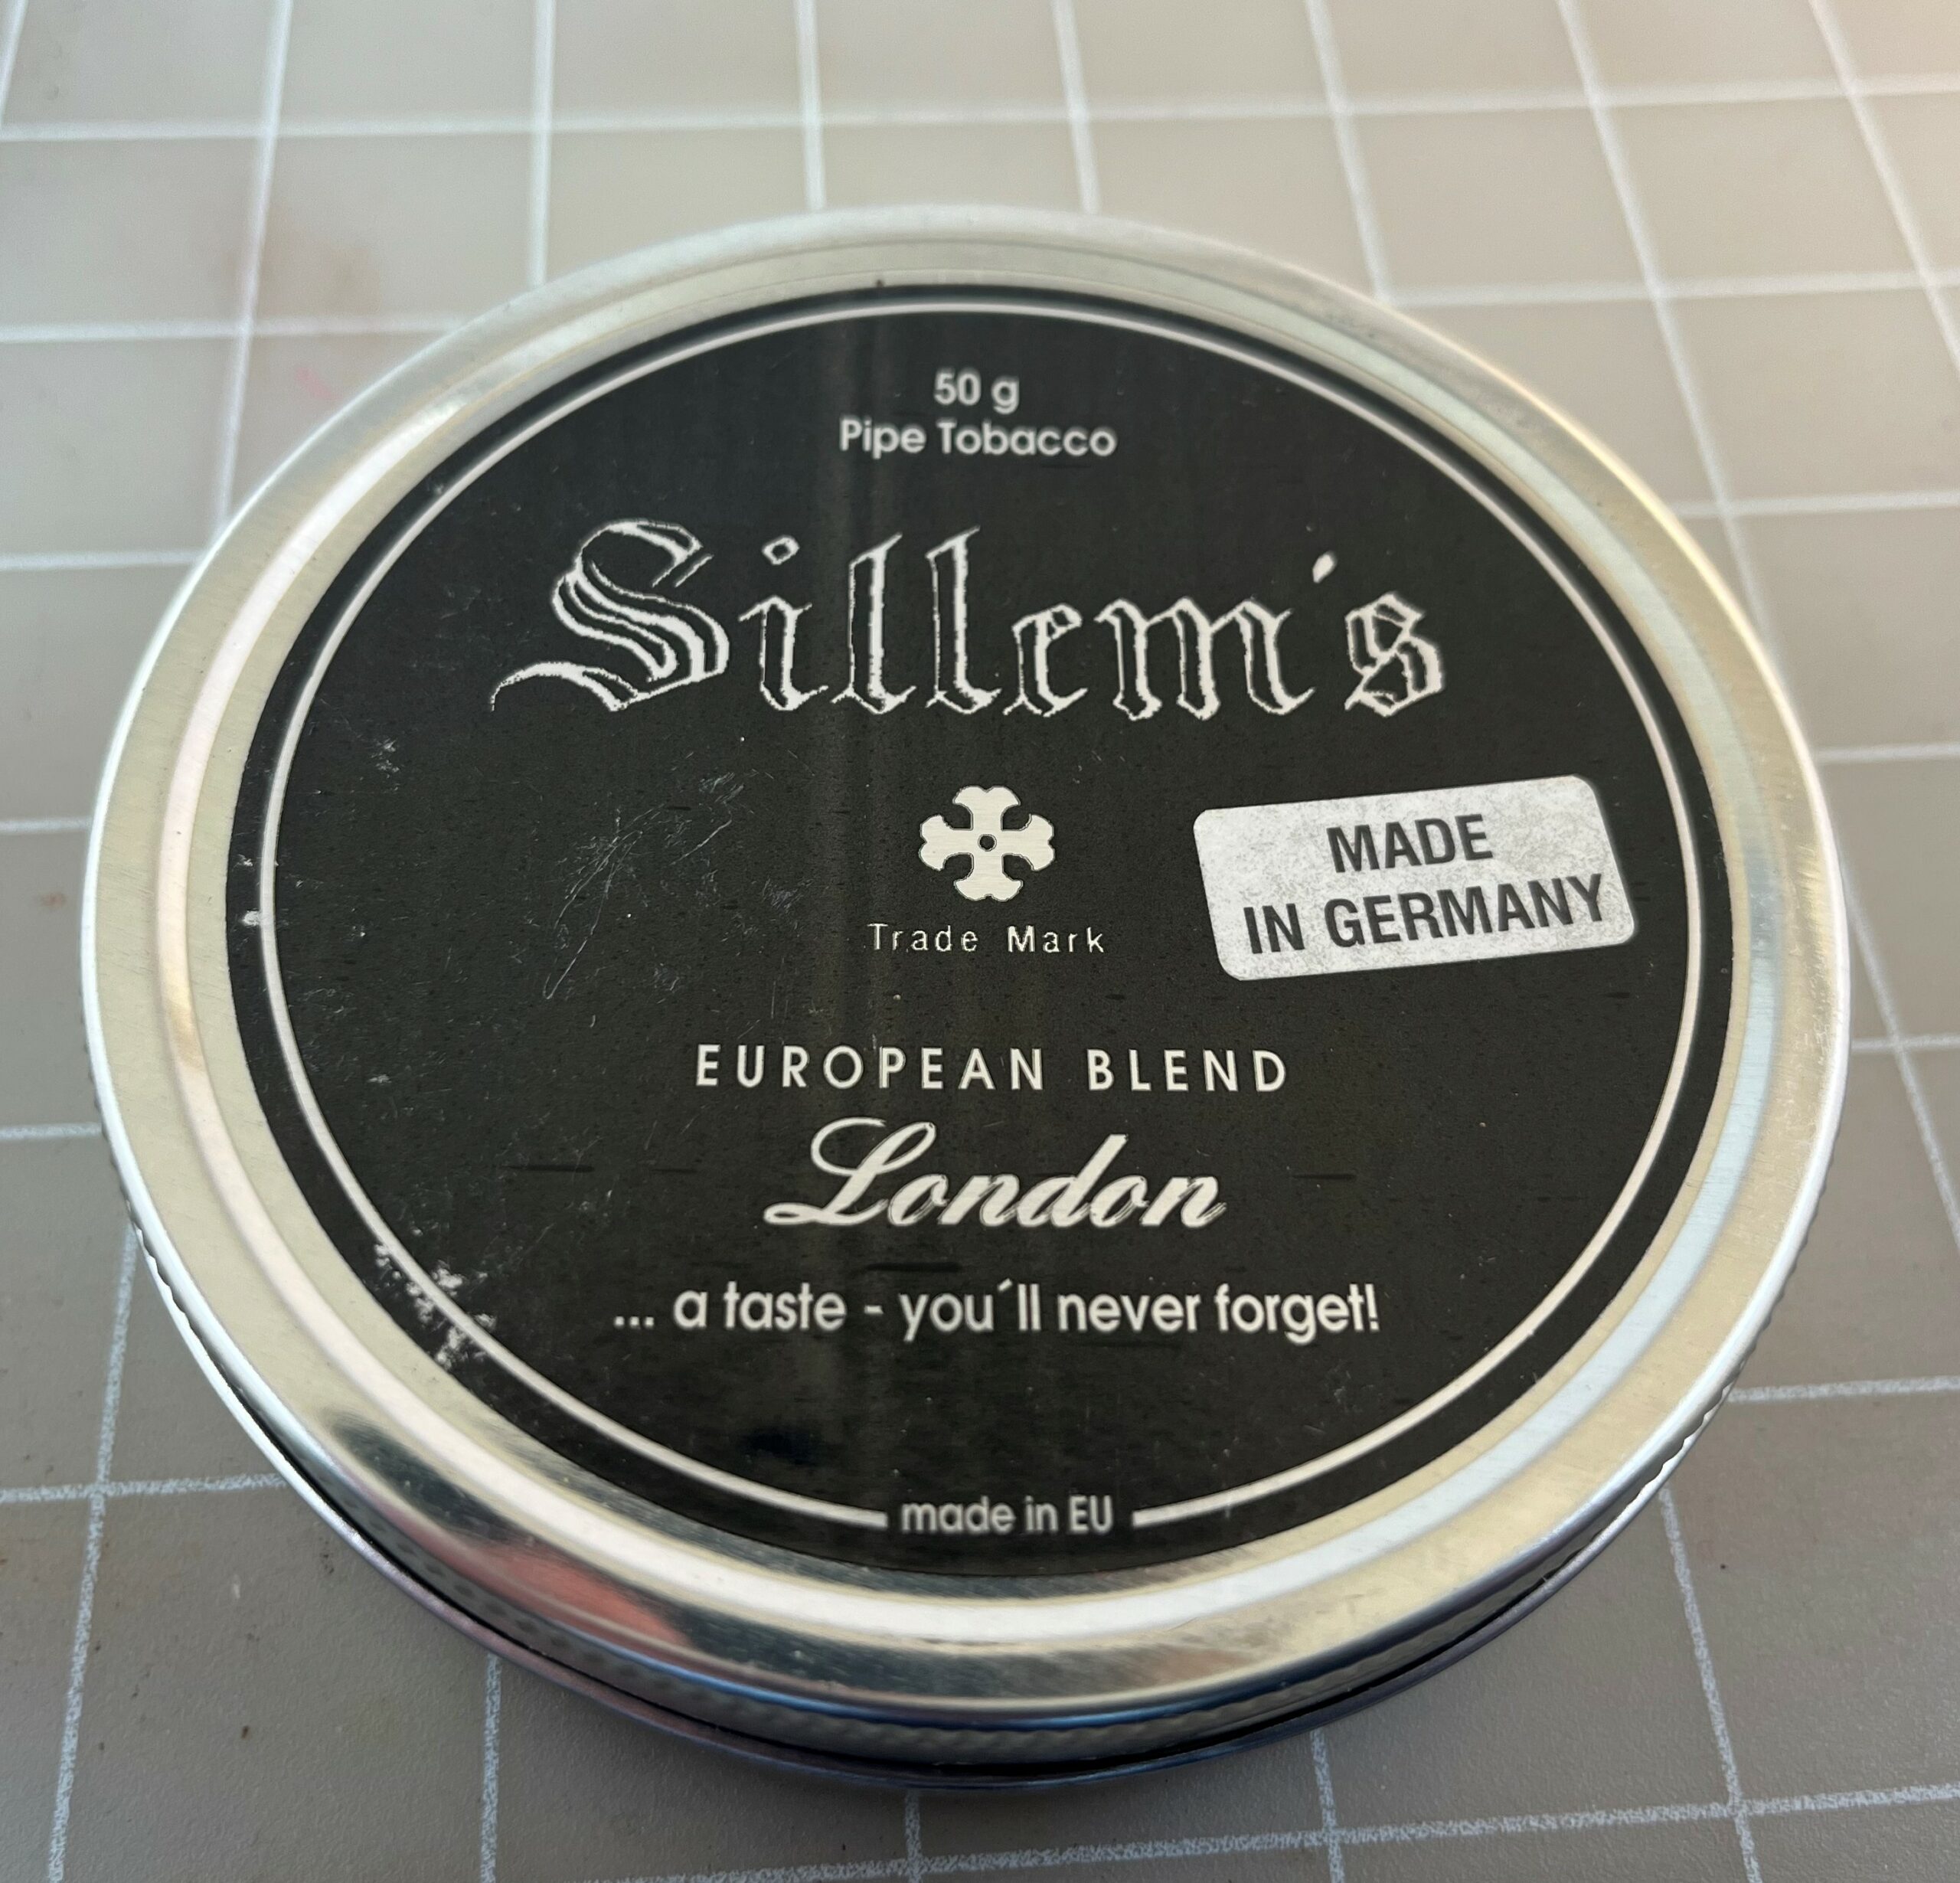 50 g
Pipe Tobacco
Sillem's
Trade Mark
MADE
IN GERMANY
EUROPEAN BLEND
London
... a taste - you´ll never forget!
made in EU